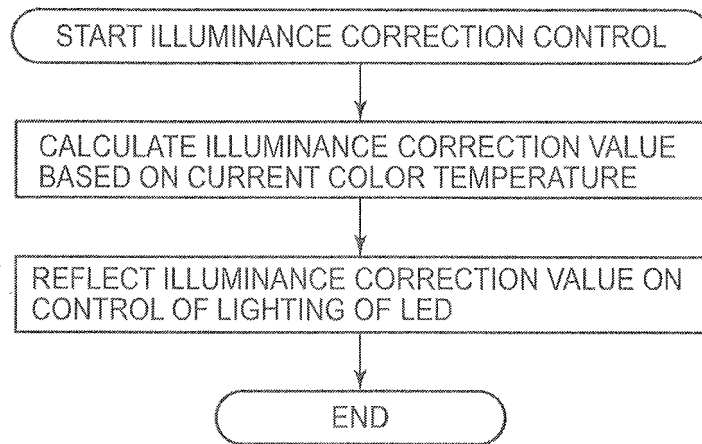 START ILLUMINANCE CORRECTION CONTROL
CALCULATE ILLUMINANCE CORRECTION VALUE
BASED ON CURRENT COLOR TEMPERATURE
REFLECT ILLUMINANCE CORRECTION VALUE ON
CONTROL OF LIGHTING OF LED
END